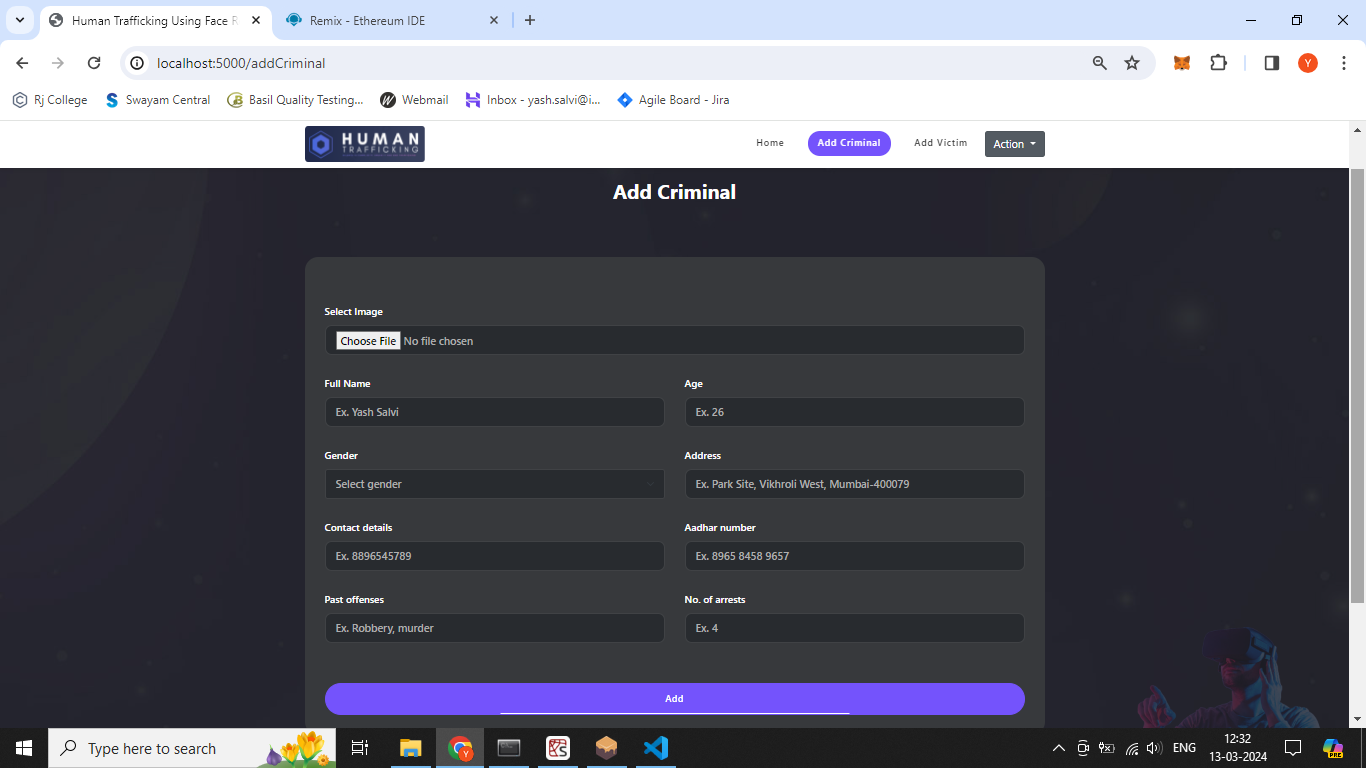 Human Trafficking Using Face R
Remix - Ethereum IDE
localhost:5000/addCriminal
Y
Rj College
Swayam Central
Basil Quality Testing...
Webmail
Inbox - yash.salvi@i...
Agile Board - Jira
HUMAN
TRAFFICKING
Home
Add Criminal
Add Victim
Action
Add Criminal
Select Image
Choose File No file chosen
Full Name
Age
Ex. Yash Salvi
Ex. 26
Gender
Address
Select gender
Ex. Park Site, Vikhroli West, Mumbai-400079
Contact details
Aadhar number
Ex. 8896545789
Ex. 8965 8458 9657
Past offenses
No. of arrests
Ex. Robbery, murder
Ex. 4
Add
Type here to search
ENG
12:32
13-03-2024